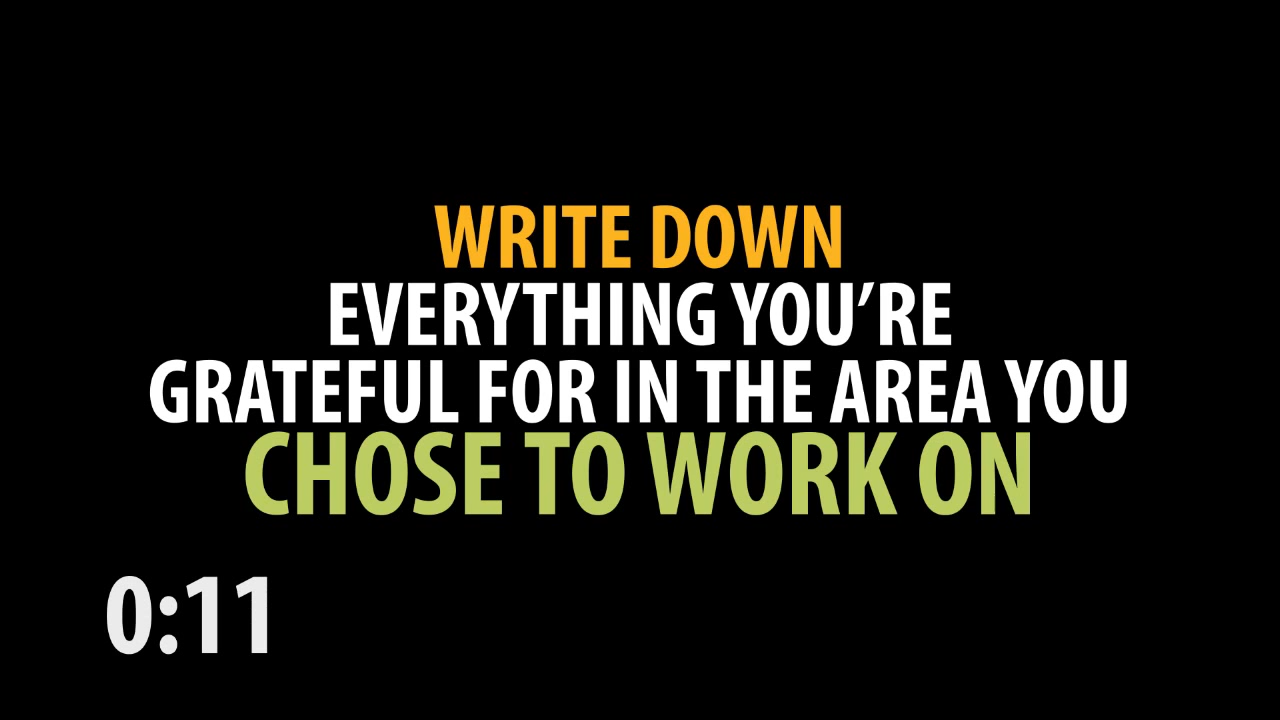 WRITE DOWN
EVERYTHING YOU’RE
GRATEFUL FOR IN THE AREA YOU
CHOSE TO WORK ON
0:11